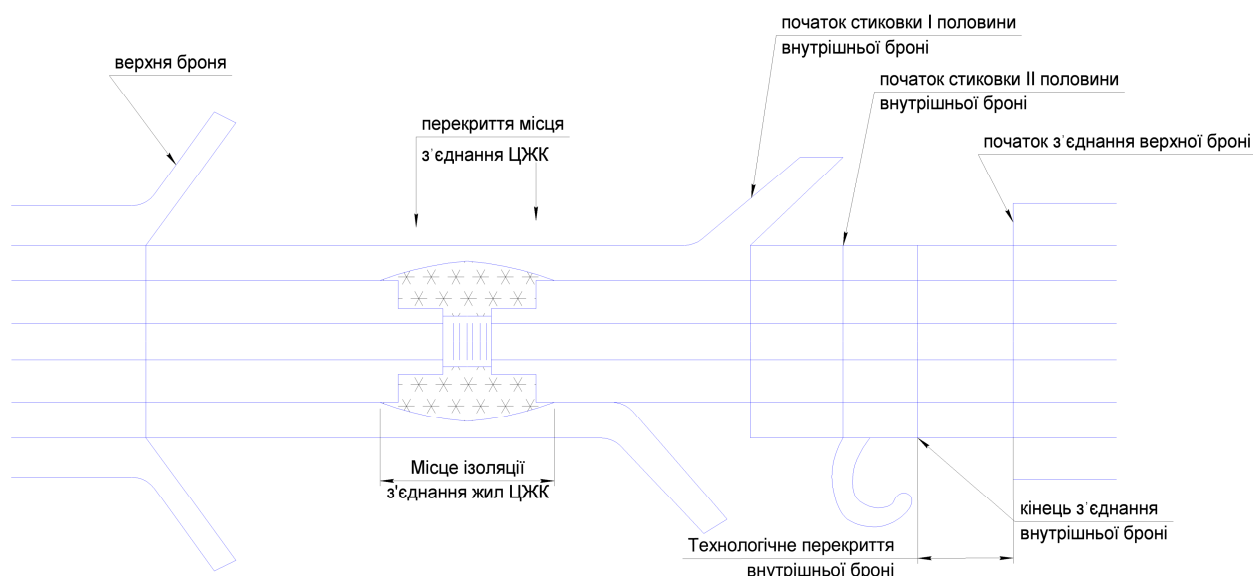 початок стиковки I половини
внутрішньої броні
верхня броня
початок стиковки II половини
внутрішньої броні
перекриття місця
з'єднання ЦЖК
початок з'єднання верхної броні
Місце ізоляції
з'єднання жил ЦЖК
кінець з'єднання
внутрішньої броні
Технологічне перекриття
внутрішньої броні